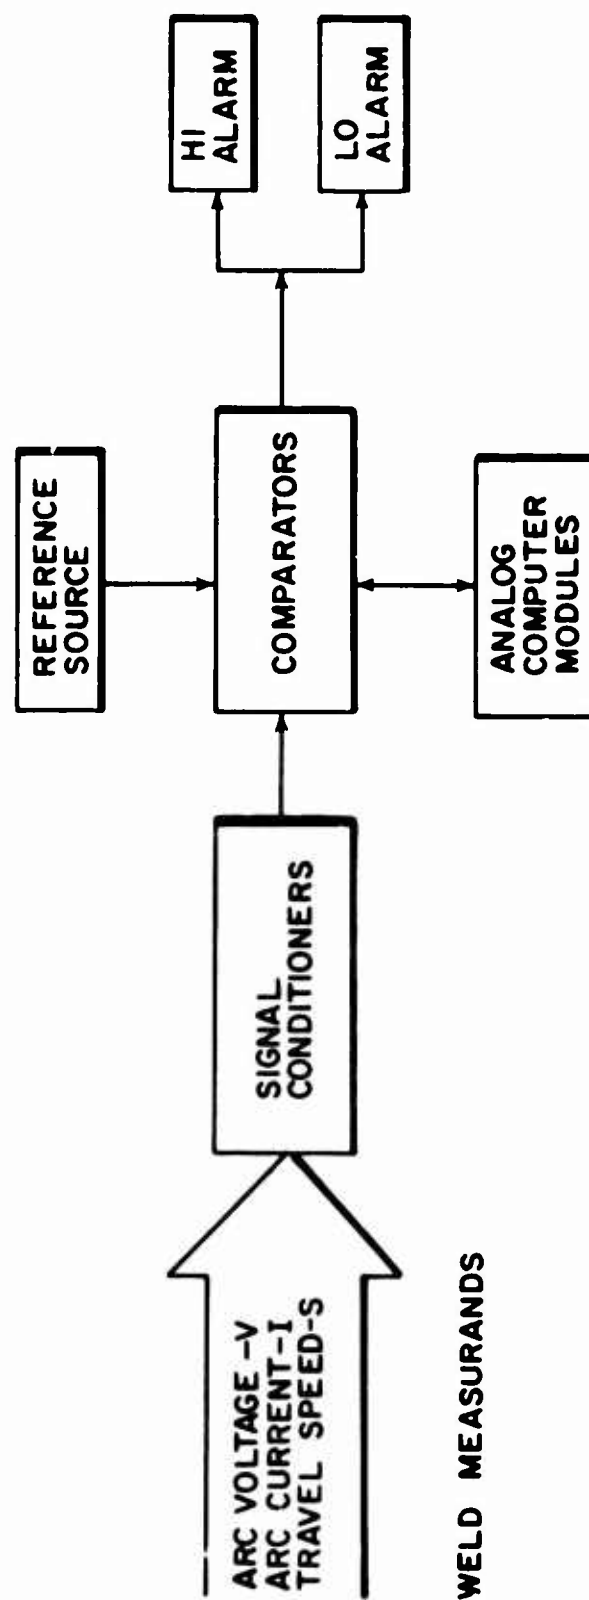 ARC VOLTAGE -V
ARC CURRENT-I
TRAVEL SPEED-S
WELD MEASURANDS
SIGNAL
CONDITIONERS
REFERENCE
SOURCE
COMPARATORS
ANALOG
COMPUTER
MODULES
HI
ALARM
LO
ALARM